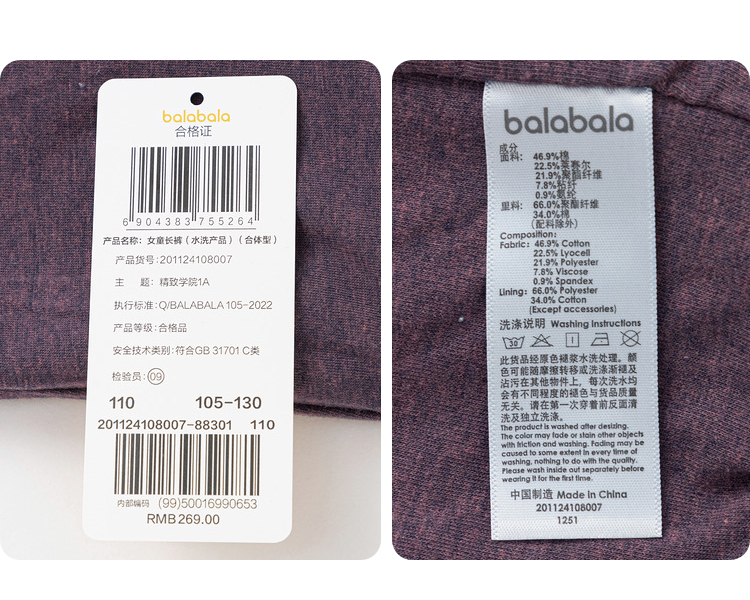 balabala
合格证
6 904383 755264
产品名称: 女童长裤（水洗产品）（合体型）
产品货号:201124108007
主 题: 精致学院1A
执行标准:Q/BALABALA 105-2022
产品等级:合格品
安全技术类别:符合GB 31701 C类
检验员:09
110 105-130
201124108007-88301 110
内部编码 (99)50016990653
RMB 269.00
balabala
成分
面料: 46.9%棉
22.5%莱赛尔
21.9%聚酯纤维
7.8%粘纤
0.9%氨纶
里料: 66.0%聚酯纤维
34.0%棉
(配料除外)
Composition:
Fabric: 46.9% Cotton
22.5% Lyocell
21.9% Polyester
7.8% Viscose
0.9% Spandex
Lining: 66.0% Polyester
34.0% Cotton
(Except accessories)
洗涤说明 Washing Instructions
30
此货品经原色褪浆水洗处理。颜
色可能随摩擦转移或洗涤渐褪及
沾污在其他物件上，每次洗水均
会有不同程度的褪色与货品质量
无关。请在第一次穿着前反面清
洗及独立洗涤。
The product is washed after desizing.
The color may fade or stain other objects
with friction and washing. Fading may be
caused to some extent in every time of
washing, nothing to do with the quality.
Please wash inside out separately before
wearing it for the first time.
中国制造 Made in China
201124108007
1251